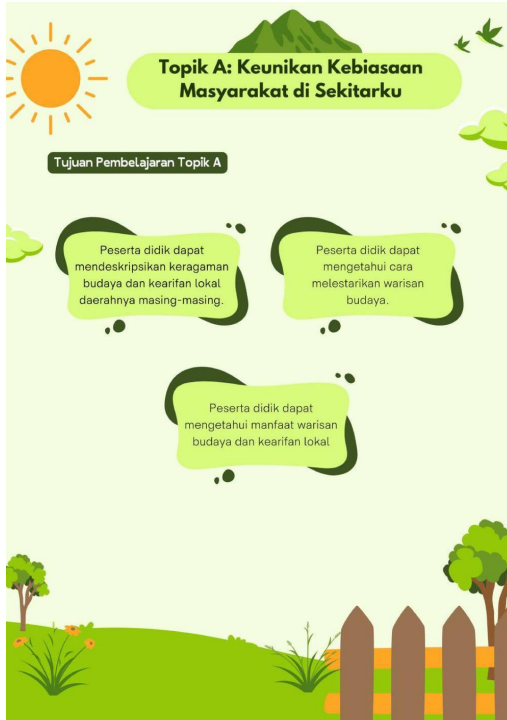 Topik A: Keunikan Kebiasaan
Masyarakat di Sekitarku
Tujuan Pembelajaran Topik A
Peserta didik dapat
mendeskripsikan keragaman
budaya dan kearifan lokal
daerahnya masing-masing.
Peserta didik dapat
mengetahui cara
melestarikan warisan
budaya.
Peserta didik dapat
mengetahui manfaat warisan
budaya dan kearifan lokal